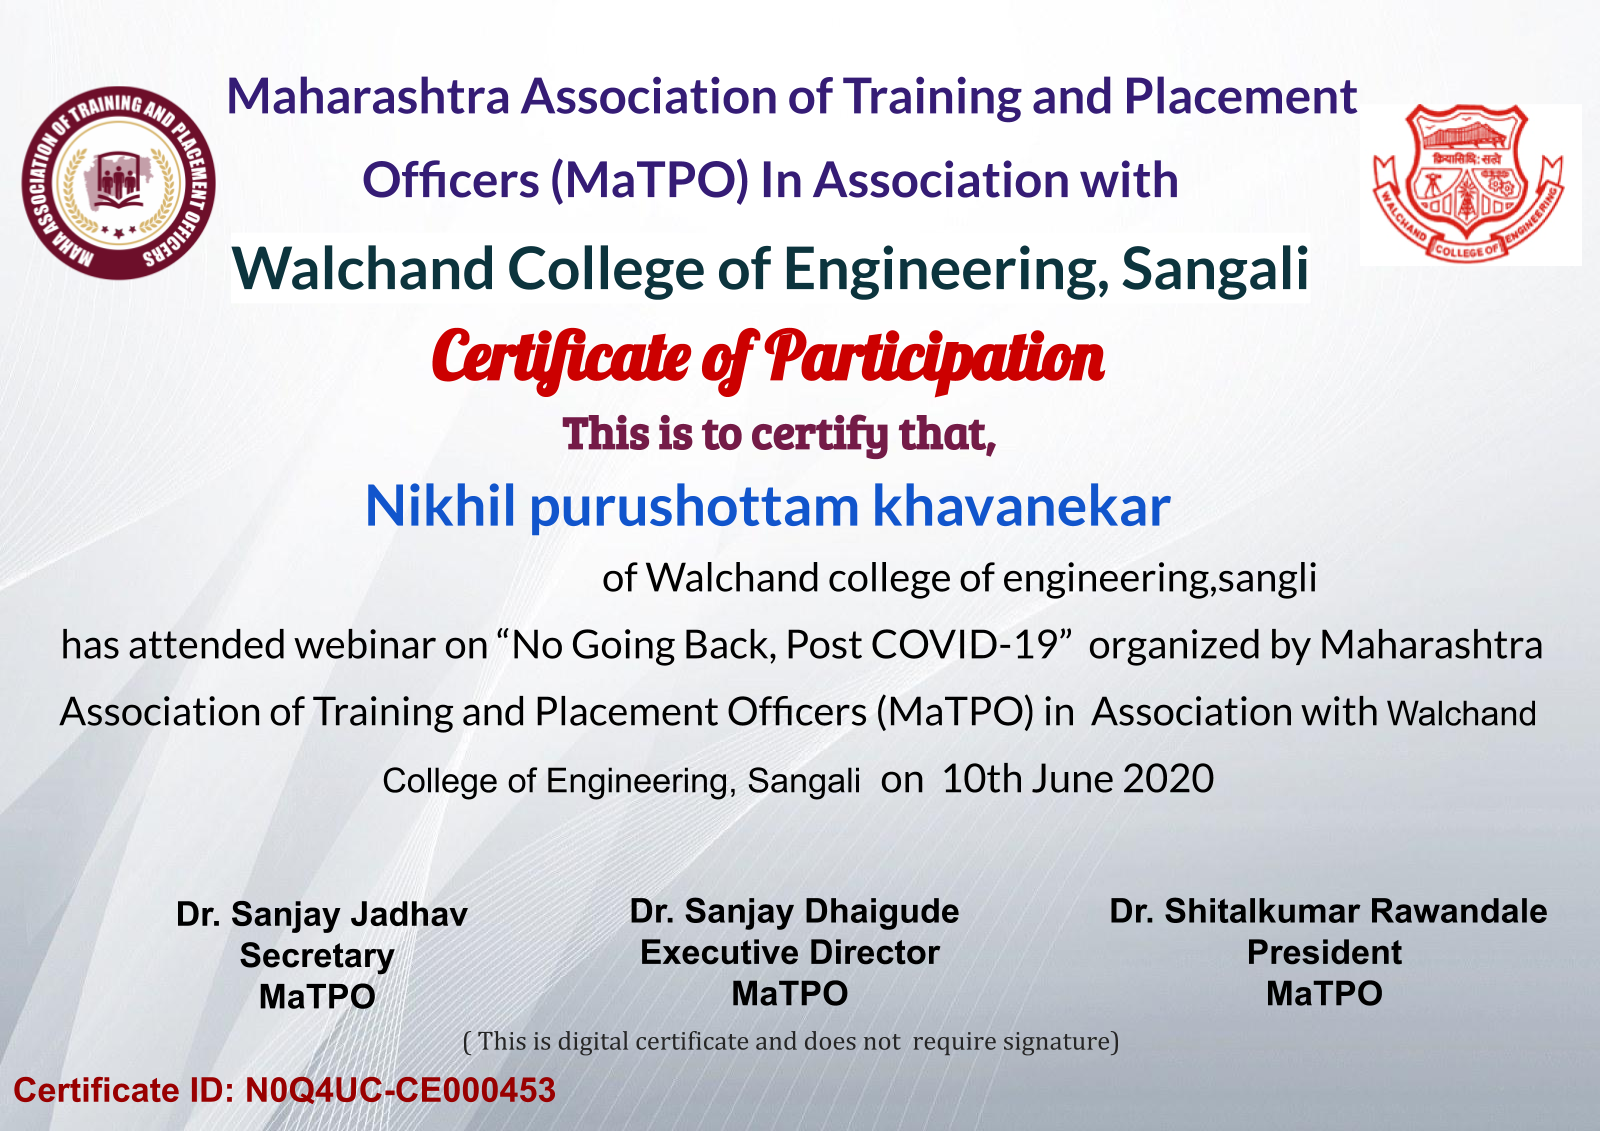 Maharashtra Association of Training and Placement
Officers (MaTPO) In Association with
Walchand College of Engineering, Sangali
MAHA ASSOCIATION OF TRAINING AND PLACEMENT OFFICERS
क्रियासिद्धि: सत्वे
WALCHAND COLLEGE OF ENGINEERING
Certificate of Participation
This is to certify that,
Nikhil purushottam khavanekar
of Walchand college of engineering,sangli
has attended webinar on “No Going Back, Post COVID-19” organized by Maharashtra
Association of Training and Placement Officers (MaTPO) in Association with Walchand
College of Engineering, Sangali on 10th June 2020
Dr. Sanjay Jadhav
Secretary
MaTPO
Dr. Sanjay Dhaigude
Executive Director
MaTPO
Dr. Shitalkumar Rawandale
President
MaTPO
( This is digital certificate and does not require signature)
Certificate ID: N0Q4UC-CE000453